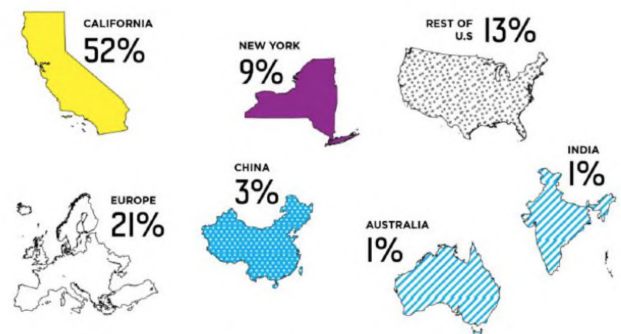 CALIFORNIA
52%
NEW YORK
9%
REST OF
U.S 13%
EUROPE
21%
CHINA
3%
AUSTRALIA
1%
INDIA
1%